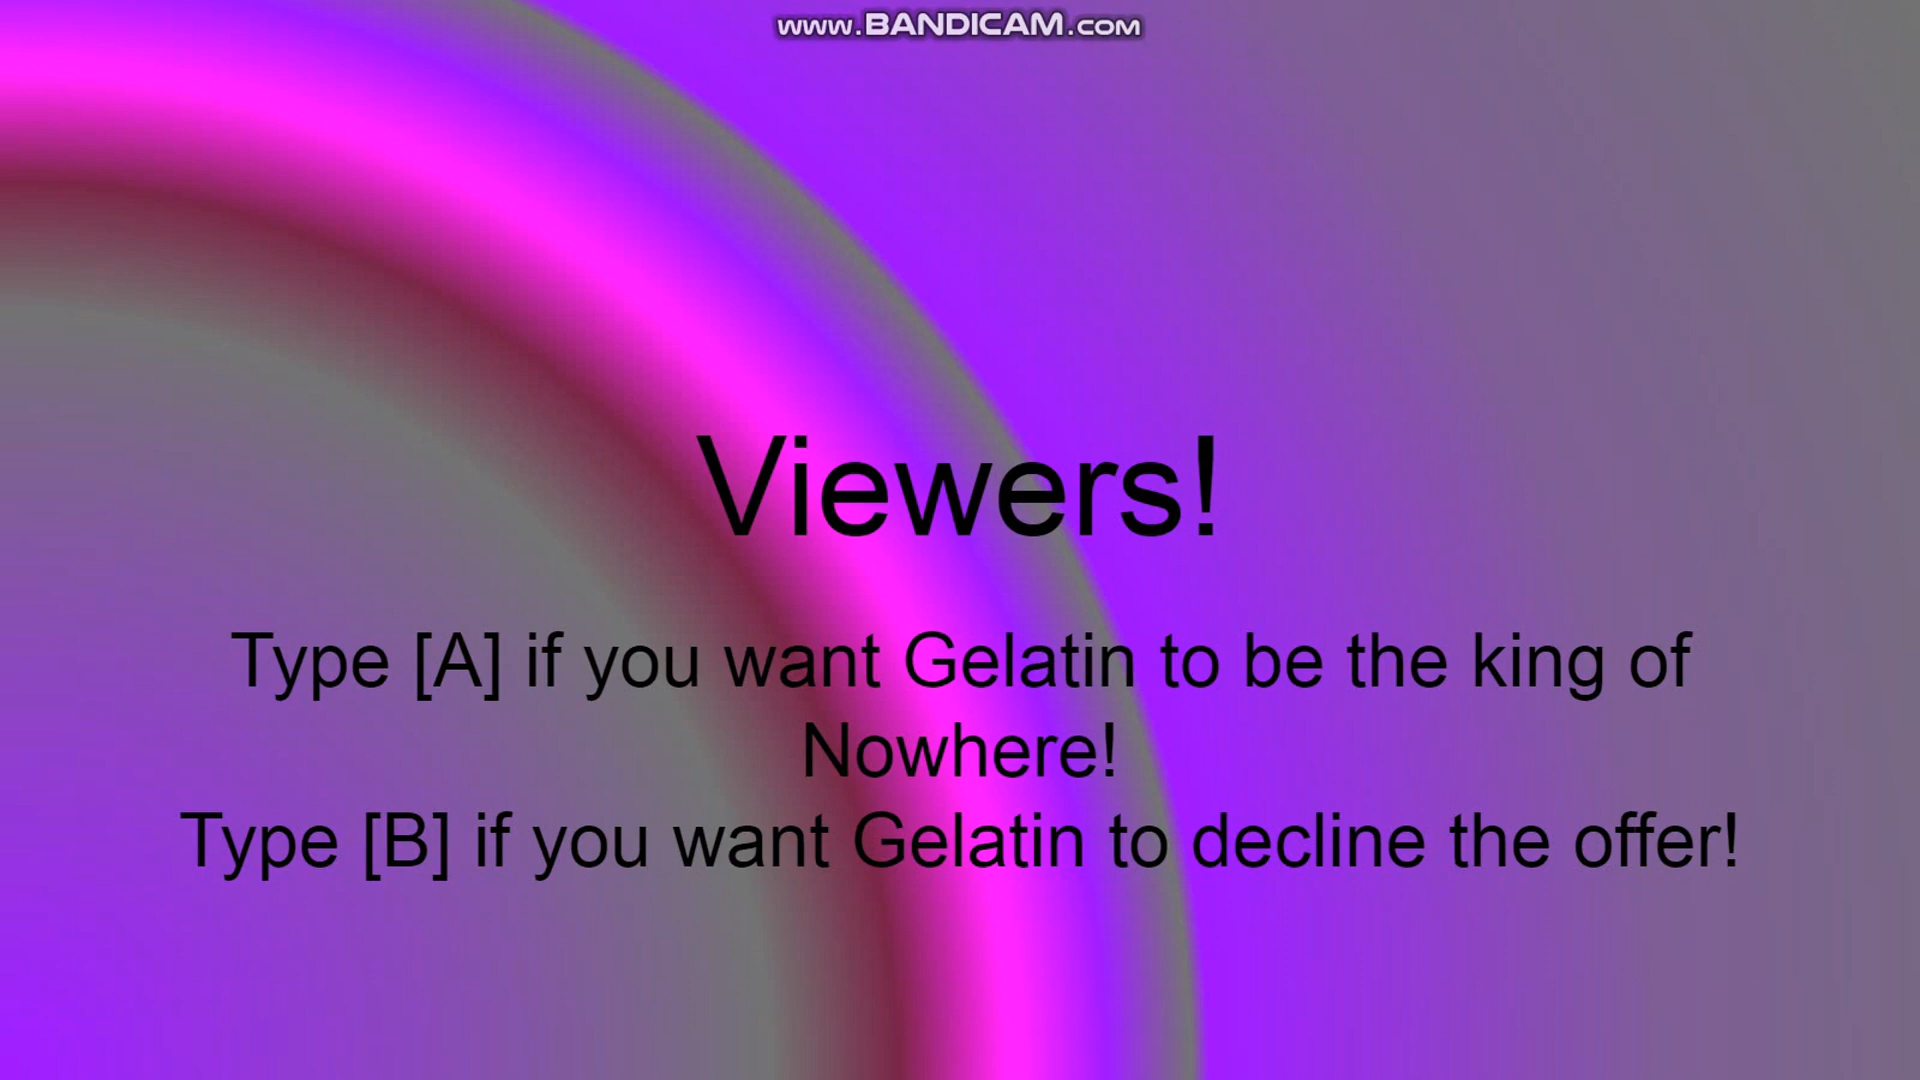 www.BANDICAM.com
Viewers!
Type [A] if you want Gelatin to be the king of
Nowhere!
Type [B] if you want Gelatin to decline the offer!